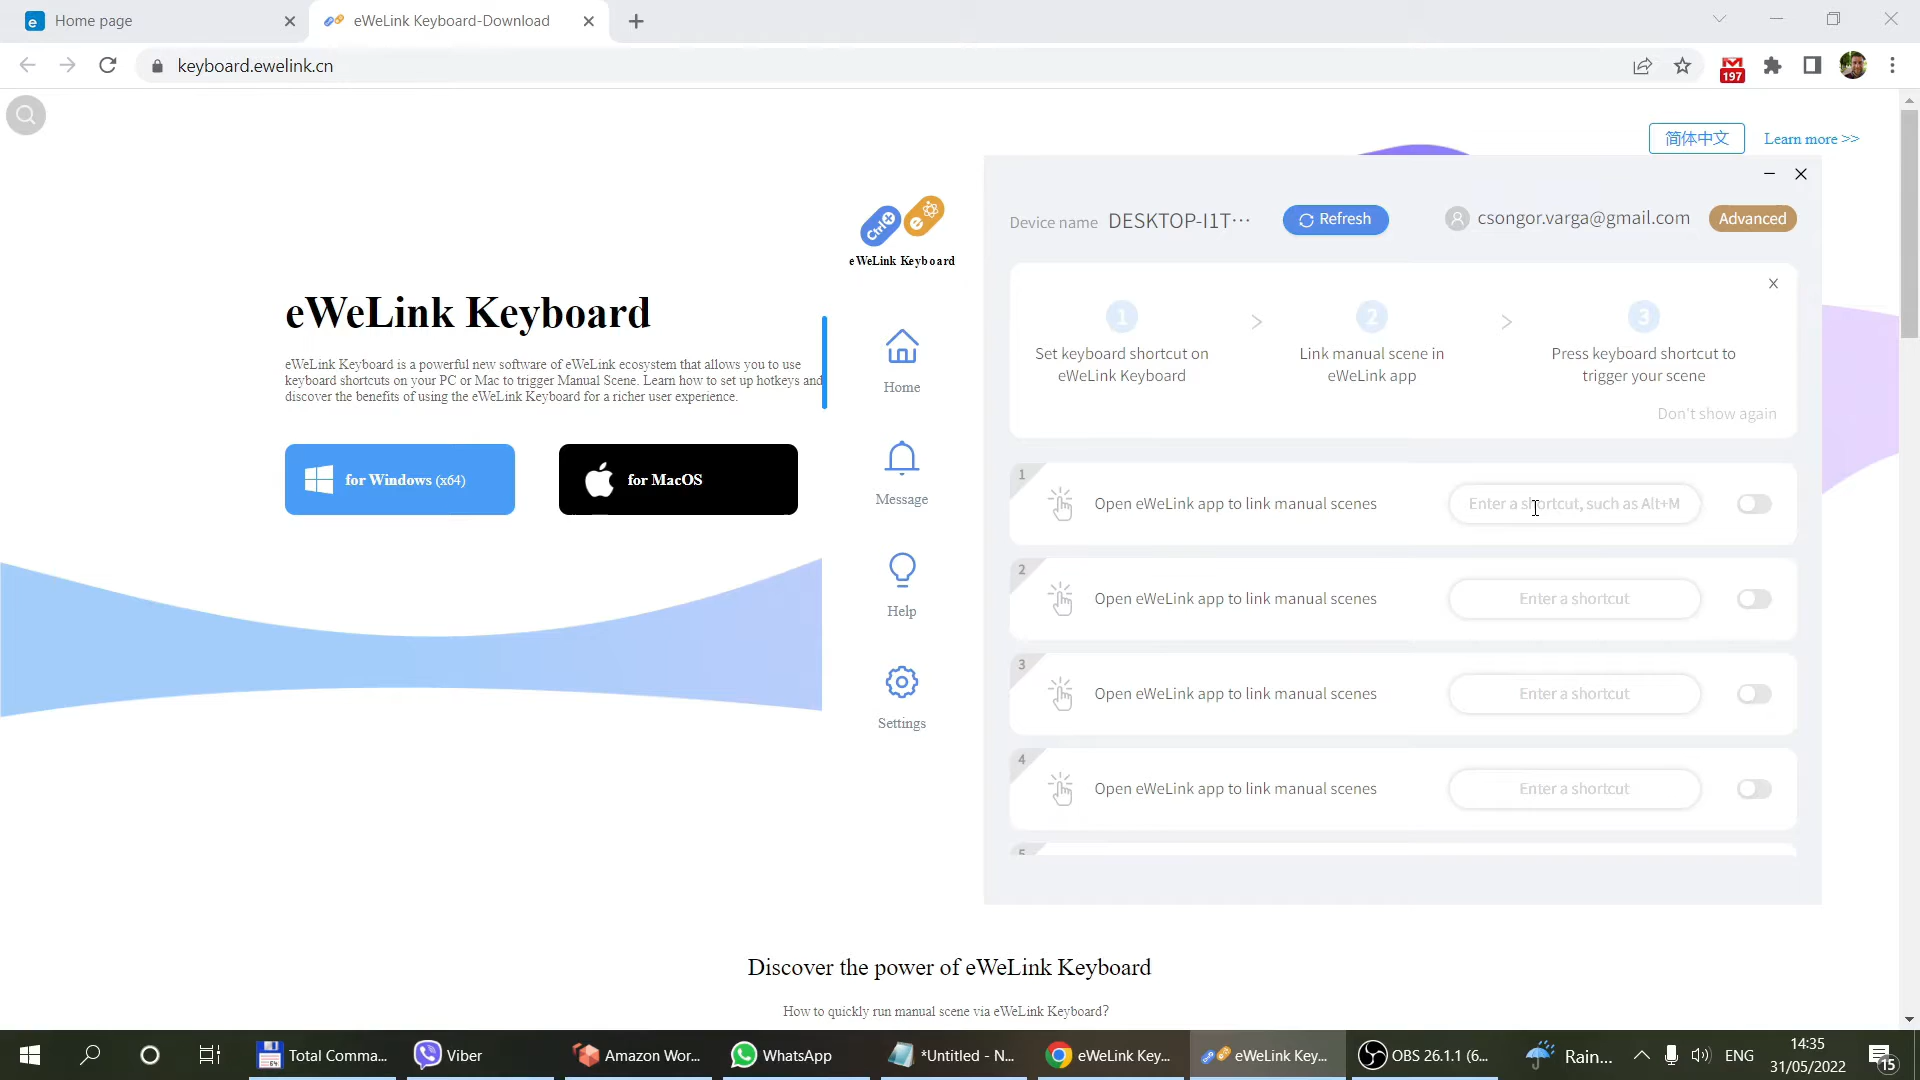 Home page
eWeLink Keyboard-Download
keyboard.ewelink.cn
197
简体中文
Learn more >>
eWeLink Keyboard
eWeLink Keyboard is a powerful new software of eWeLink ecosystem that allows you to use
keyboard shortcuts on your PC or Mac to trigger Manual Scene. Learn how to set up hotkeys and
discover the benefits of using the eWeLink Keyboard for a richer user experience.
for Windows (x64)
for MacOS
Ctrl
eWeLink Keyboard
Home
Message
Help
Settings
Device name DESKTOP-I1T···
Refresh
csongor.varga@gmail.com
Advanced
1
Set keyboard shortcut on
eWeLink Keyboard
2
Link manual scene in
eWeLink app
3
Press keyboard shortcut to
trigger your scene
Don't show again
1
Open eWeLink app to link manual scenes
Enter a shortcut, such as Alt+M
2
Open eWeLink app to link manual scenes
Enter a shortcut
3
Open eWeLink app to link manual scenes
Enter a shortcut
4
Open eWeLink app to link manual scenes
Enter a shortcut
5
Discover the power of eWeLink Keyboard
How to quickly run manual scene via eWeLink Keyboard?
Total Comma...
Viber
Amazon Wor...
WhatsApp
*Untitled - N...
eWeLink Key...
eWeLink Key...
OBS 26.1.1 (6...
Rain...
ENG
14:35
31/05/2022
15